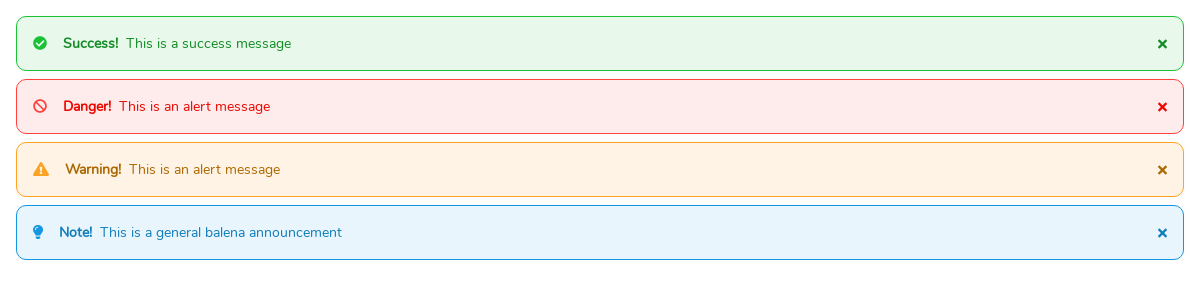 Success! This is a success message
Danger! This is an alert message
Warning! This is an alert message
Note! This is a general balena announcement